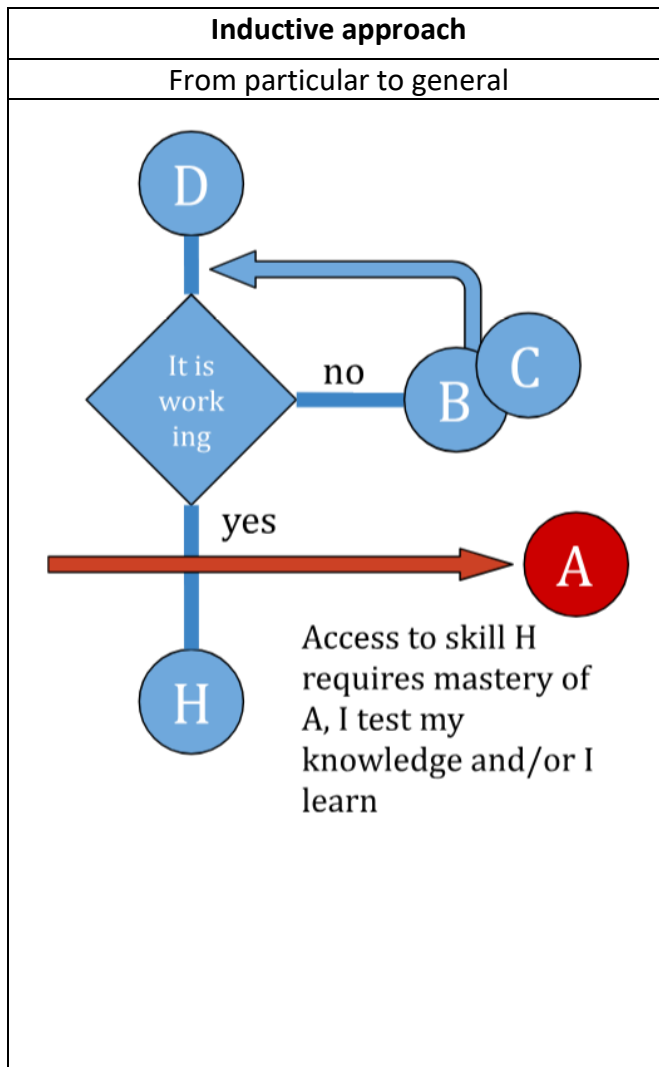 Inductive approach
From particular to general
D
It is
work
ing
no
B
C
yes
A
Access to skill H
requires mastery of
A, I test my
knowledge and/or I
learn
H